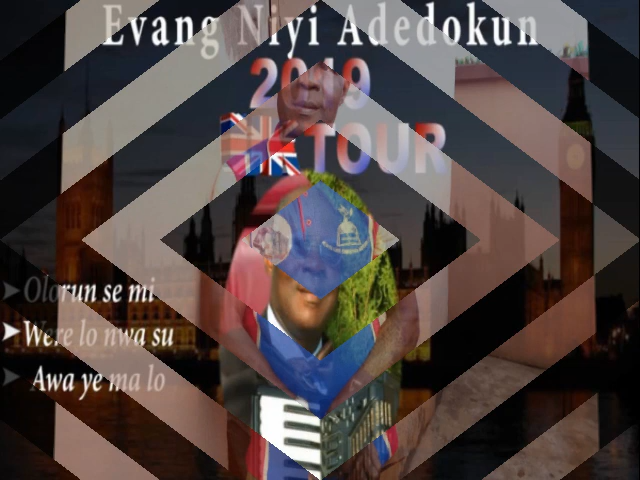 Evang Niyi Adedokun
2019
TOUR
Olorun se mi
Were lo nwa su
Awa ye ma lo